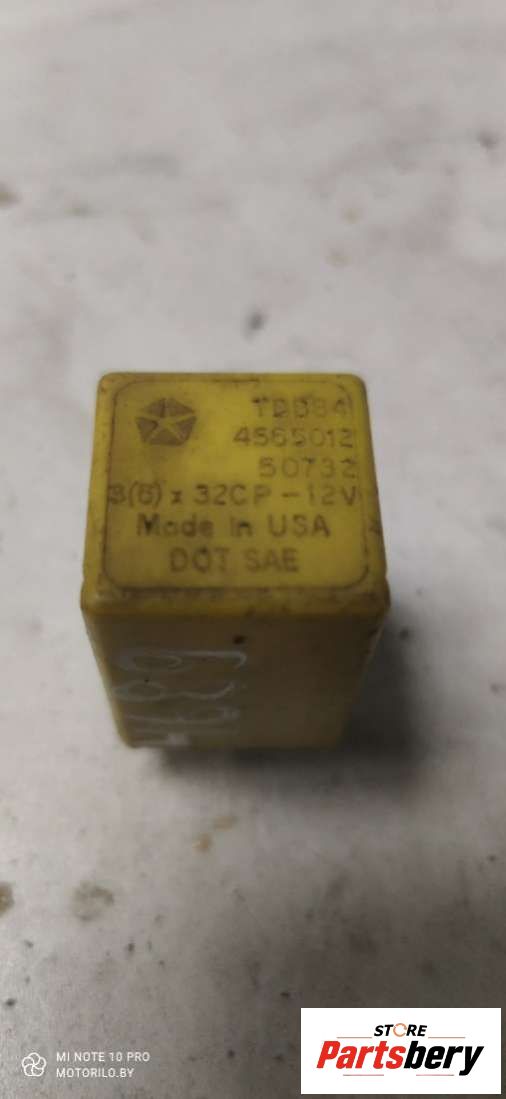 TDD84
4565012
50732
3(6) x 32CP - 12V
Made In USA
DOT SAE
MI NOTE 10 PRO
MOTORILO.BY
STORE
Partsbery